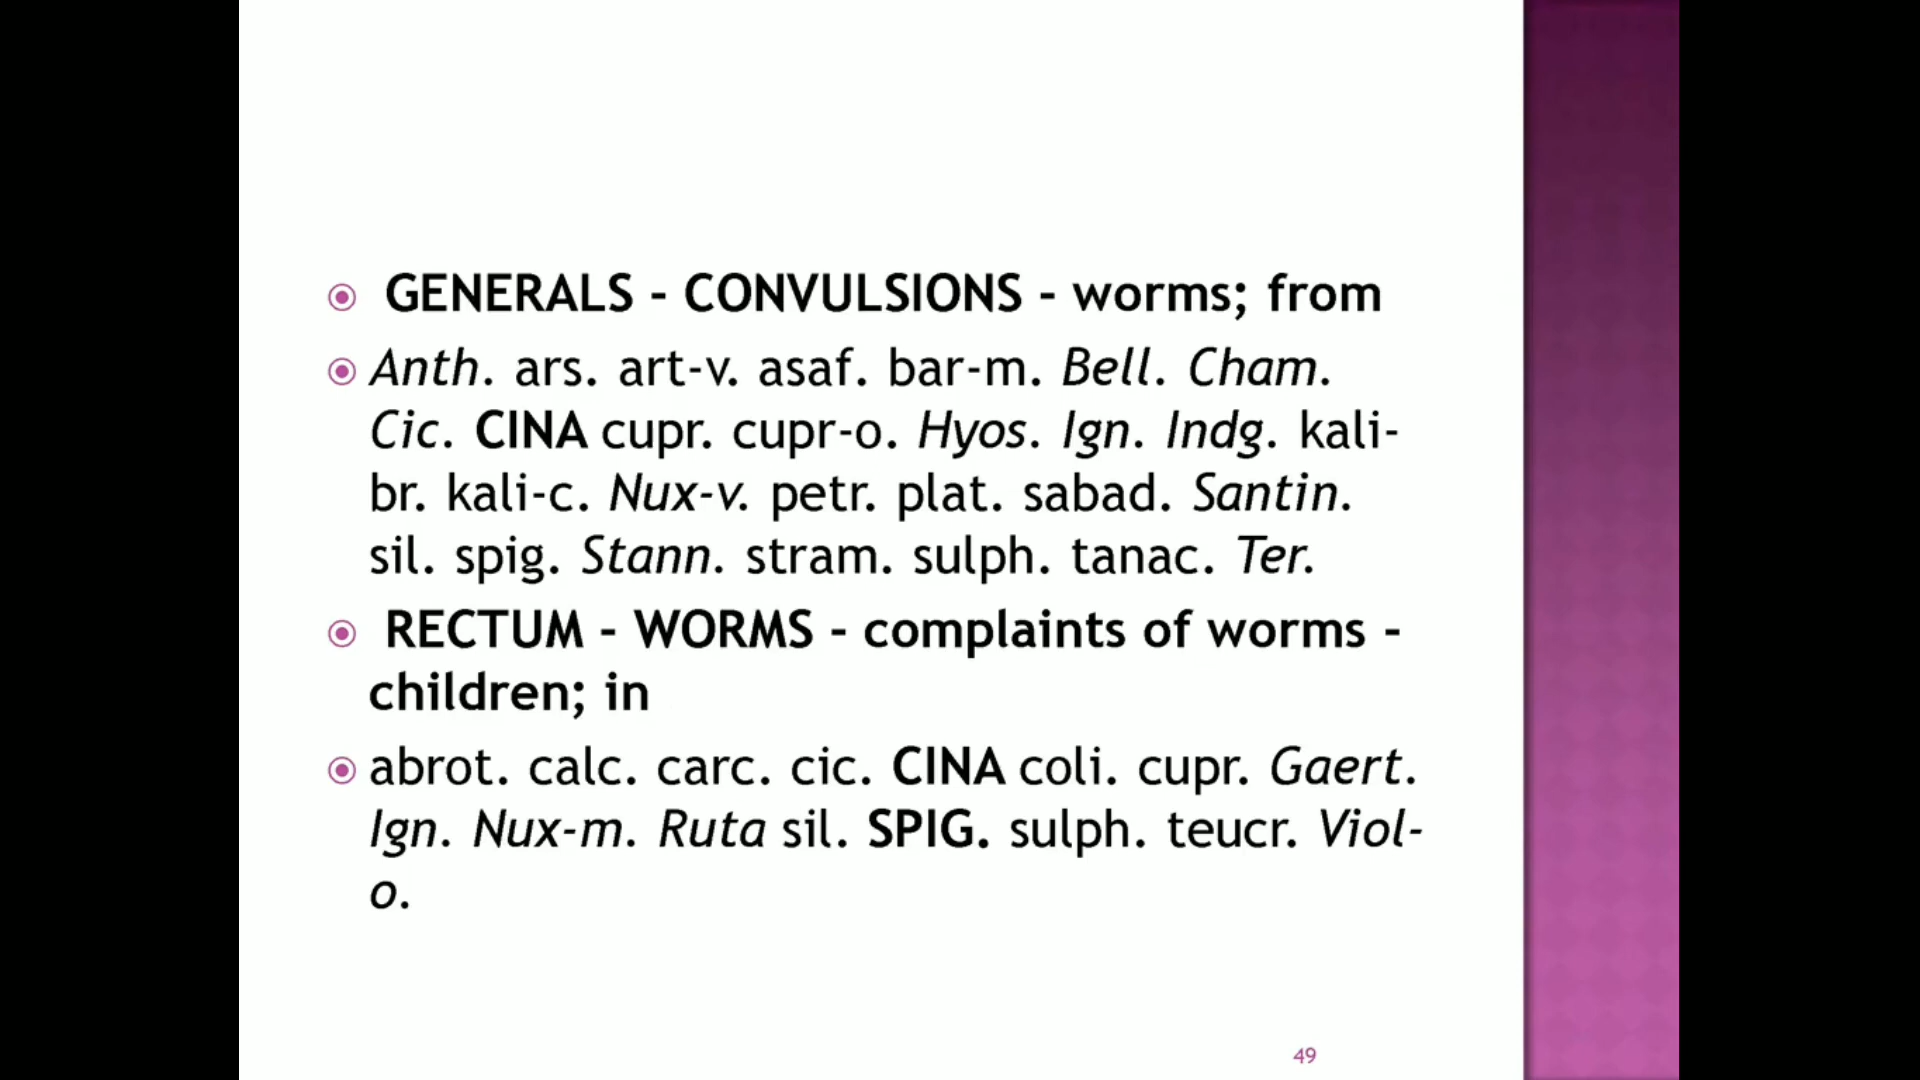 GENERALS - CONVULSIONS - worms; from
Anth. ars. art-v. asaf. bar-m. Bell. Cham.
Cic. CINA cupr. cupr-o. Hyos. Ign. Indg. kali-
br. kali-c. Nux-v. petr. plat. sabad. Santin.
sil. spig. Stann. stram. sulph. tanac. Ter.
RECTUM - WORMS - complaints of worms -
children; in
abrot. calc. carc. cic. CINA coli. cupr. Gaert.
Ign. Nux-m. Ruta sil. SPIG. sulph. teucr. Viol-
o.
49